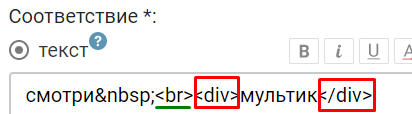 Соответствие *:
текст ? B i U A
смотри&nbsp;<br><div>мультик</div>